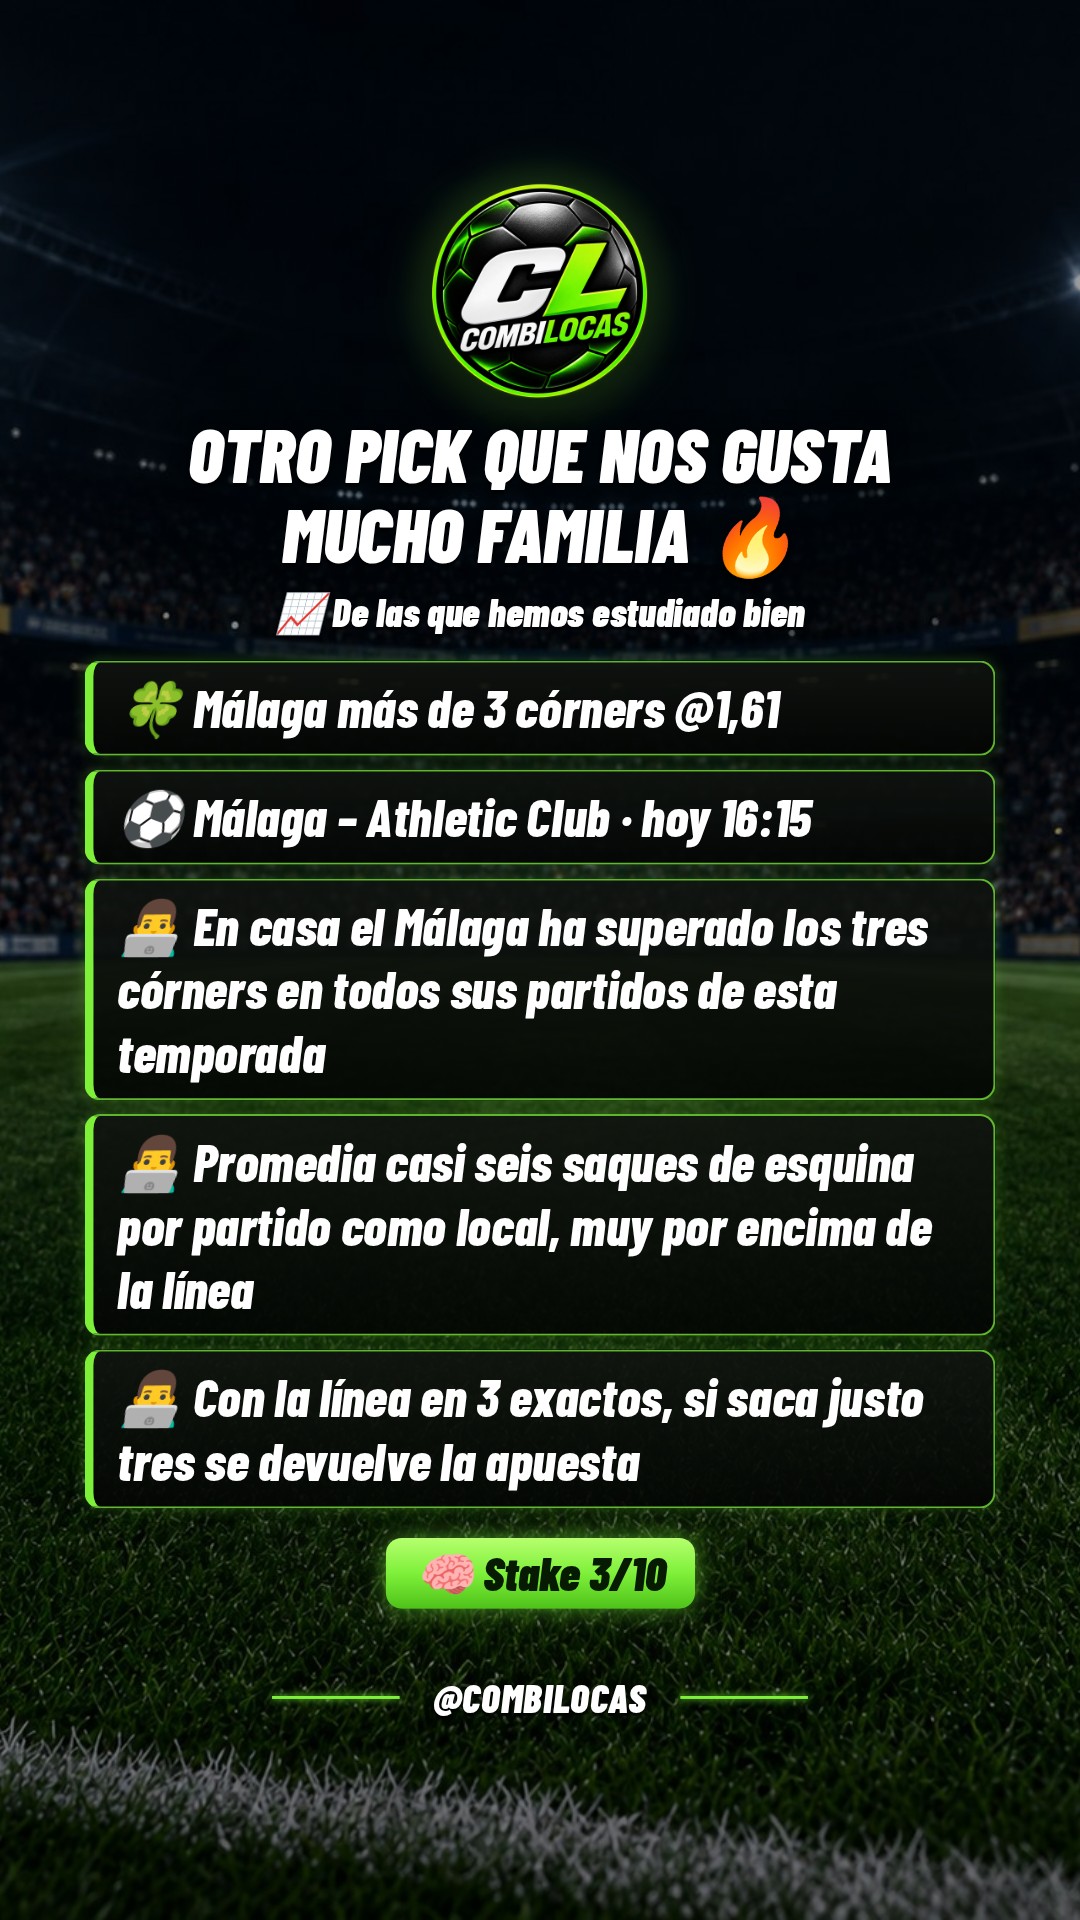 CL
COMBILOCAS
OTRO PICK QUE NOS GUSTA
MUCHO FAMILIA 🔥
📈 De las que hemos estudiado bien
🍀 Málaga más de 3 córners @1,61
⚽ Málaga - Athletic Club · hoy 16:15
👨‍💻 En casa el Málaga ha superado los tres
córners en todos sus partidos de esta
temporada
👨‍💻 Promedia casi seis saques de esquina
por partido como local, muy por encima de
la línea
👨‍💻 Con la línea en 3 exactos, si saca justo
tres se devuelve la apuesta
🧠 Stake 3/10
@COMBILOCAS